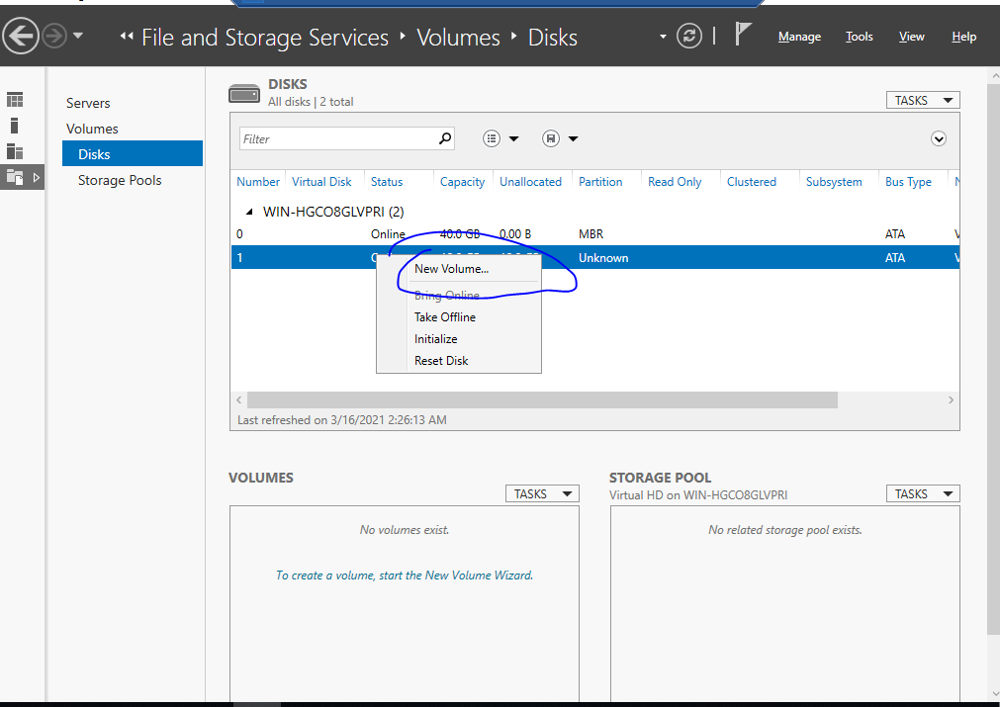 File and Storage Services ‣ Volumes ‣ Disks
Manage Tools View Help
Servers
Volumes
Disks
Storage Pools
DISKS
All disks | 2 total
TASKS
Filter
Number Virtual Disk Status Capacity Unallocated Partition Read Only Clustered Subsystem Bus Type N
WIN-HGCO8GLVPRI (2)
0 Online 40.0 GB 0.00 B MBR ATA V
1 Unknown ATA V
New Volume...
Bring Online
Take Offline
Initialize
Reset Disk
Last refreshed on 3/16/2021 2:26:13 AM
VOLUMES
TASKS
No volumes exist.
To create a volume, start the New Volume Wizard.
STORAGE POOL
Virtual HD on WIN-HGCO8GLVPRI
TASKS
No related storage pool exists.